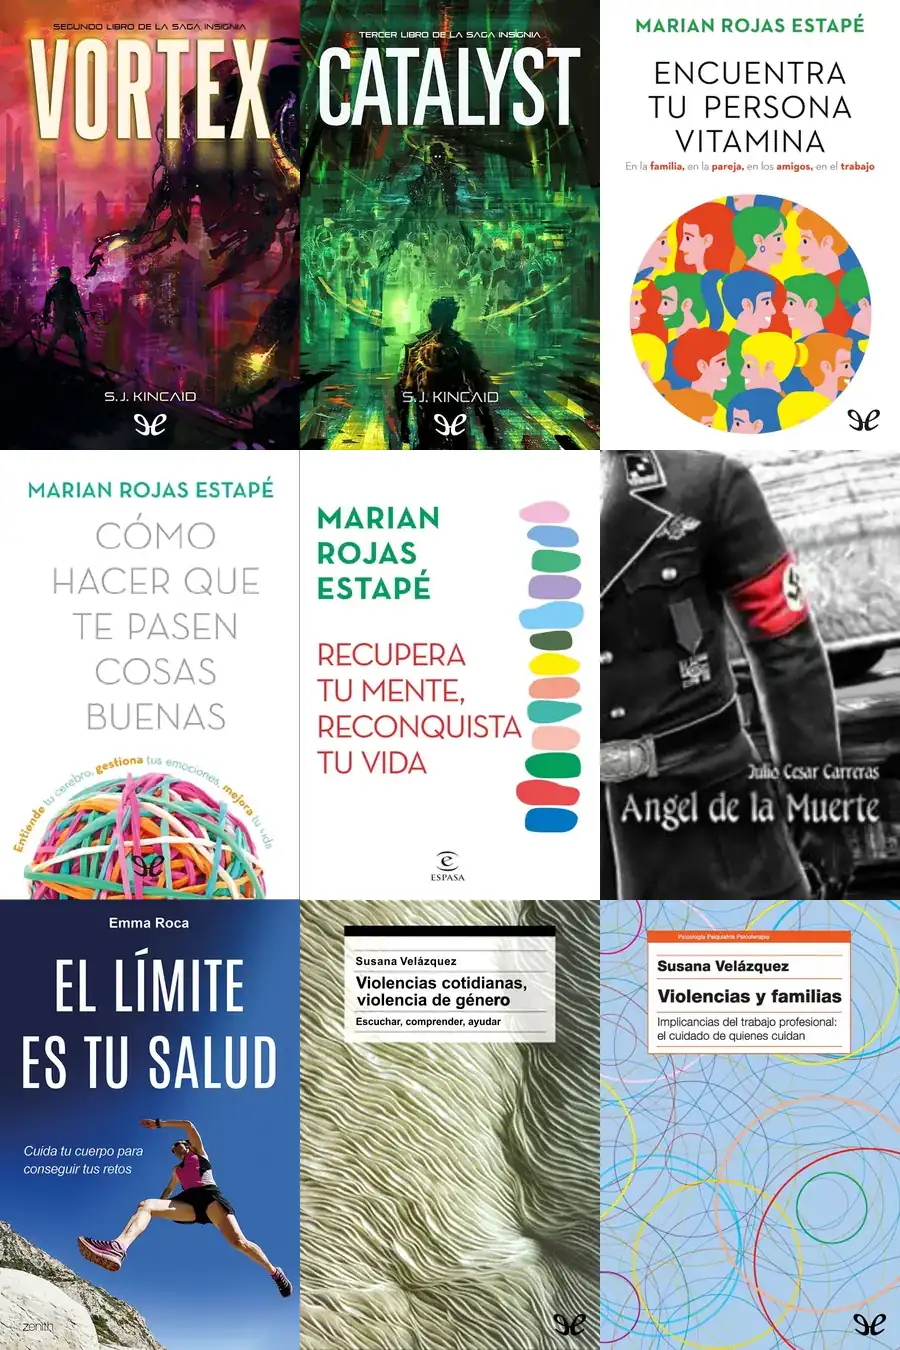 SEGUNDO LIBRO DE LA SAGA INSIGNIA
VORTEX
S. J. KINCAID
TERCER LIBRO DE LA SAGA INSIGNIA
CATALYST
S. J. KINCAID
MARIAN ROJAS ESTAPÉ
ENCUENTRA
TU PERSONA
VITAMINA
En la familia, en la pareja, en los amigos, en el trabajo
MARIAN ROJAS ESTAPÉ
CÓMO
HACER QUE
TE PASEN
COSAS
BUENAS
Entiende tu cerebro, gestiona tus emociones, mejora tu vida
MARIAN
ROJAS
ESTAPÉ
RECUPERA
TU MENTE,
RECONQUISTA
TU VIDA
ESPASA
Julio Cesar Carreras
Angel de la Muerte
Emma Roca
EL LÍMITE
ES TU SALUD
Cuida tu cuerpo para
conseguir tus retos
zenith
Susana Velázquez
Violencias cotidianas,
violencia de género
Escuchar, comprender, ayudar
Psicología Psiquiatría Psicoterapia
Susana Velázquez
Violencias y familias
Implicancias del trabajo profesional:
el cuidado de quienes cuidan